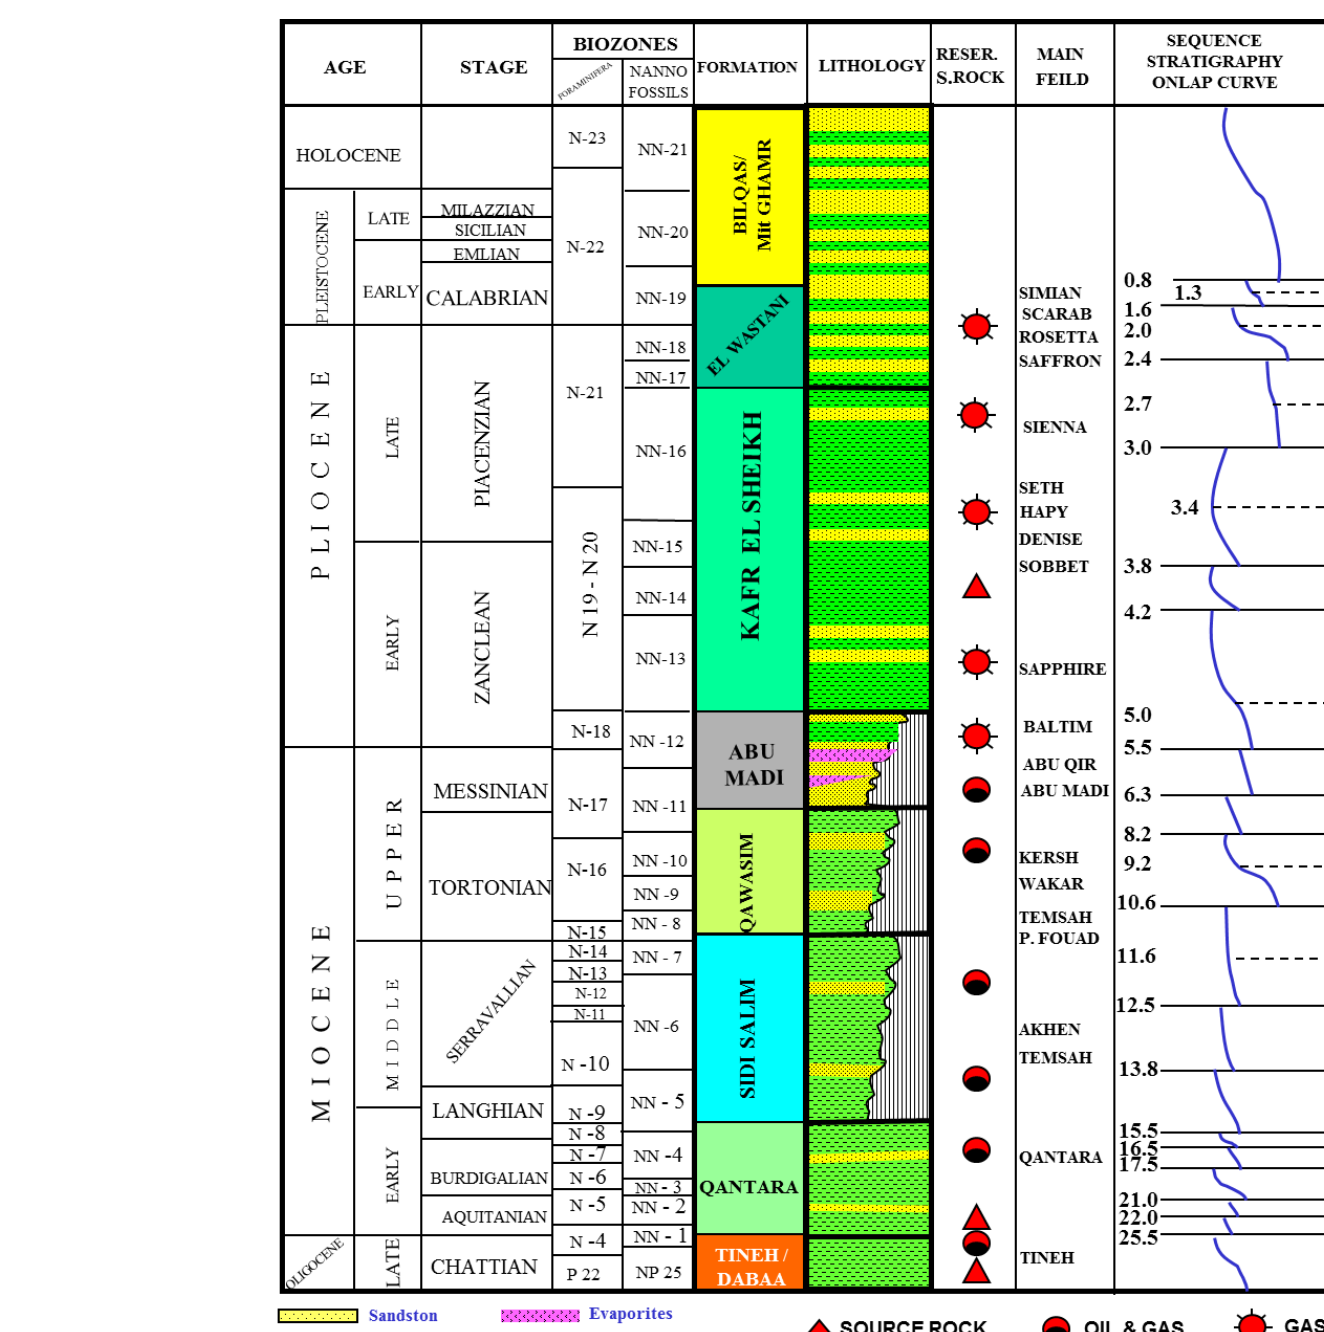 AGE
STAGE
BIOZONES
FORAMINIFERA
NANNO
FOSSILS
FORMATION
LITHOLOGY
RESER.
S.ROCK
MAIN
FEILD
SEQUENCE
STRATIGRAPHY
ONLAP CURVE
HOLOCENE
PLEISTOCENE
LATE
EARLY
PLIOCENE
LATE
EARLY
MIOCENE
UPPER
MIDDLE
EARLY
OLIGOCENE
LATE
MILAZZIAN
SICILIAN
EMLIAN
CALABRIAN
PIACENZIAN
ZANCLEAN
MESSINIAN
TORTONIAN
SERRAVALLIAN
LANGHIAN
BURDIGALIAN
AQUITANIAN
CHATTIAN
N-23
N-22
N-21
N 19 - N 20
N-18
N-17
N-16
N-15
N-14
N-13
N-12
N-11
N -10
N -9
N -8
N -7
N -6
N -5
N -4
P 22
NN-21
NN-20
NN-19
NN-18
NN-17
NN-16
NN-15
NN-14
NN-13
NN -12
NN -11
NN -10
NN -9
NN - 8
NN - 7
NN -6
NN - 5
NN -4
NN - 3
NN - 2
NN - 1
NP 25
BILQAS/
Mit GHAMR
EL WASTANI
KAFR EL SHEIKH
ABU
MADI
QAWASIM
SIDI SALIM
QANTARA
TINEH /
DABAA
SIMIAN
SCARAB
ROSETTA
SAFFRON
SIENNA
SETH
HAPY
DENISE
SOBBET
SAPPHIRE
BALTIM
ABU QIR
ABU MADI
KERSH
WAKAR
TEMSAH
P. FOUAD
AKHEN
TEMSAH
QANTARA
TINEH
0.8
1.3
1.6
2.0
2.4
2.7
3.0
3.4
3.8
4.2
5.0
5.5
6.3
8.2
9.2
10.6
11.6
12.5
13.8
15.5
16.5
17.5
21.0
22.0
25.5
Sandston
Evaporites
SOURCE ROCK
OIL & GAS
GAS